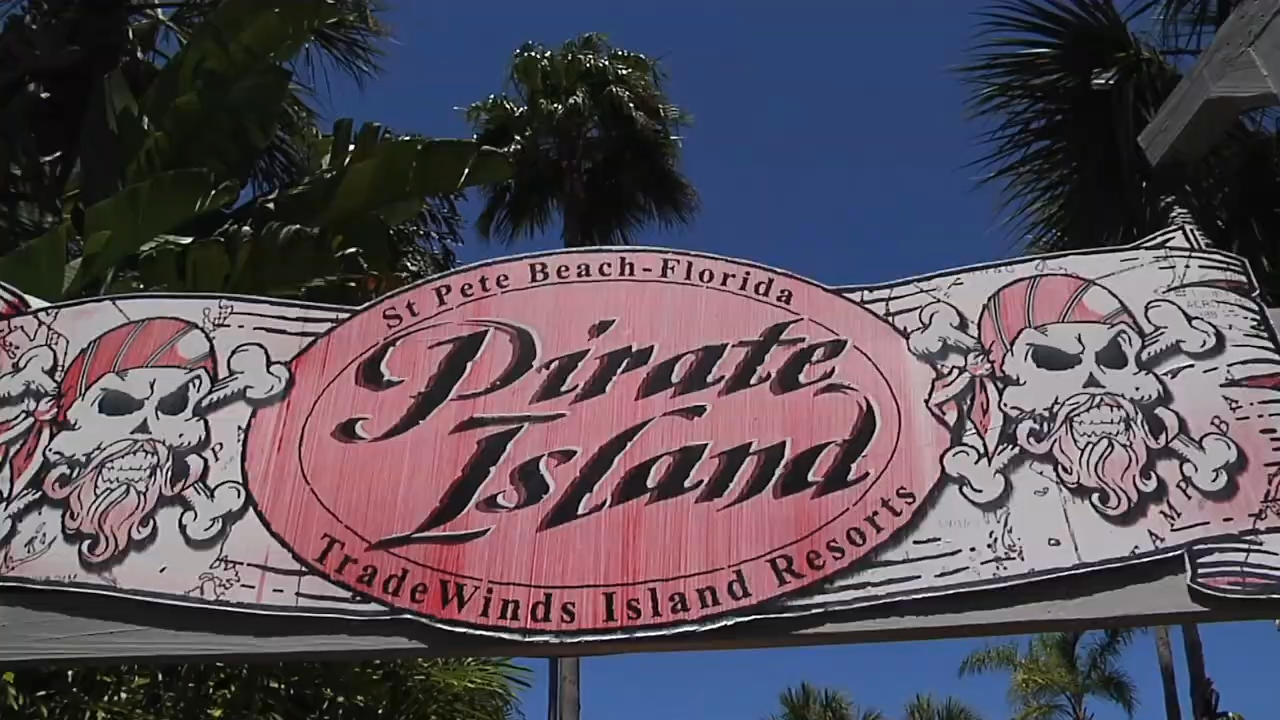 St Pete Beach-Florida
Pirate
Island
TradeWinds Island Resorts